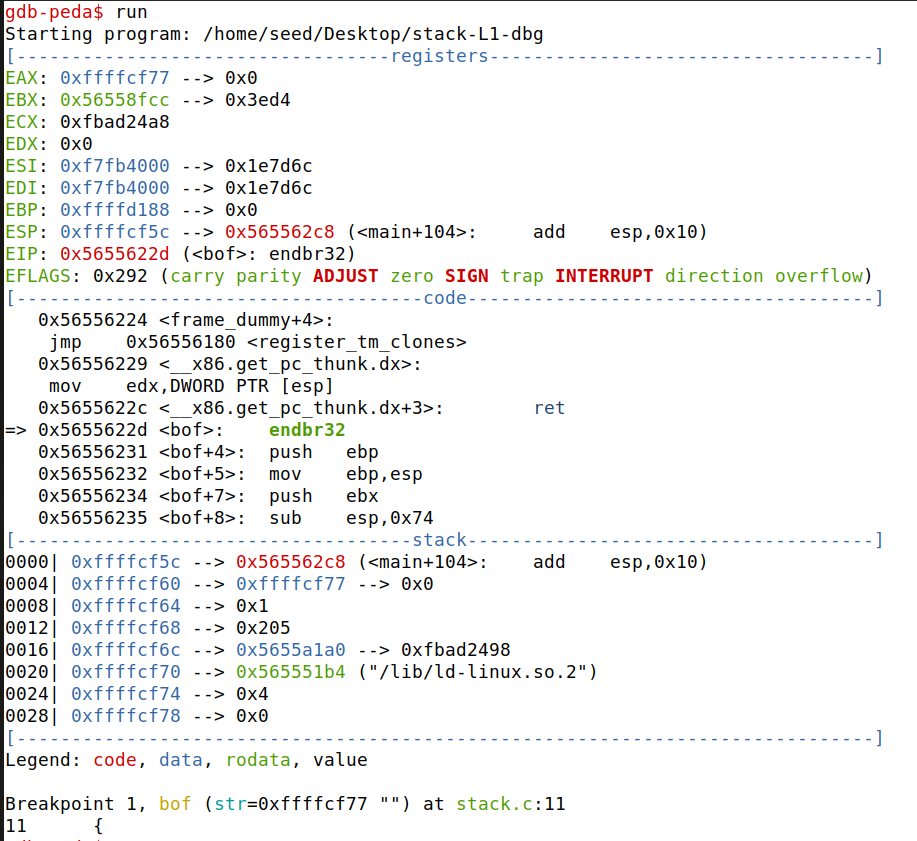 gdb-peda$ run
Starting program: /home/seed/Desktop/stack-L1-dbg
[----------------------------------registers-----------------------------------]
EAX: 0xffffcf77 --> 0x0
EBX: 0x56558fcc --> 0x3ed4
ECX: 0xfbad24a8
EDX: 0x0
ESI: 0xf7fb4000 --> 0x1e7d6c
EDI: 0xf7fb4000 --> 0x1e7d6c
EBP: 0xffffd188 --> 0x0
ESP: 0xffffcf5c --> 0x565562c8 (<main+104>:     add    esp,0x10)
EIP: 0x5655622d (<bof>: endbr32)
EFLAGS: 0x292 (carry parity ADJUST zero SIGN trap INTERRUPT direction overflow)
[-------------------------------------code-------------------------------------]
   0x56556224 <frame_dummy+4>:
    jmp    0x56556180 <register_tm_clones>
   0x56556229 <__x86.get_pc_thunk.dx>:
    mov    edx,DWORD PTR [esp]
   0x5655622c <__x86.get_pc_thunk.dx+3>:        ret
=> 0x5655622d <bof>:    endbr32
   0x56556231 <bof+4>:  push   ebp
   0x56556232 <bof+5>:  mov    ebp,esp
   0x56556234 <bof+7>:  push   ebx
   0x56556235 <bof+8>:  sub    esp,0x74
[------------------------------------stack-------------------------------------]
0000| 0xffffcf5c --> 0x565562c8 (<main+104>:    add    esp,0x10)
0004| 0xffffcf60 --> 0xffffcf77 --> 0x0
0008| 0xffffcf64 --> 0x1
0012| 0xffffcf68 --> 0x205
0016| 0xffffcf6c --> 0x5655a1a0 --> 0xfbad2498
0020| 0xffffcf70 --> 0x565551b4 ("/lib/ld-linux.so.2")
0024| 0xffffcf74 --> 0x4
0028| 0xffffcf78 --> 0x0
[------------------------------------------------------------------------------]
Legend: code, data, rodata, value

Breakpoint 1, bof (str=0xffffcf77 "") at stack.c:11
11      {